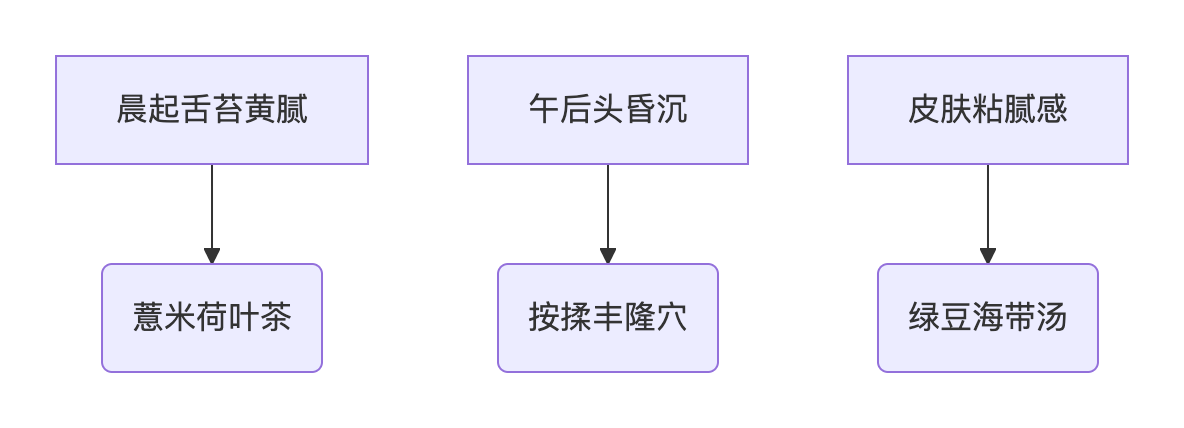 晨起舌苔黄腻
午后头昏沉
皮肤粘腻感
薏米荷叶茶
按揉丰隆穴
绿豆海带汤